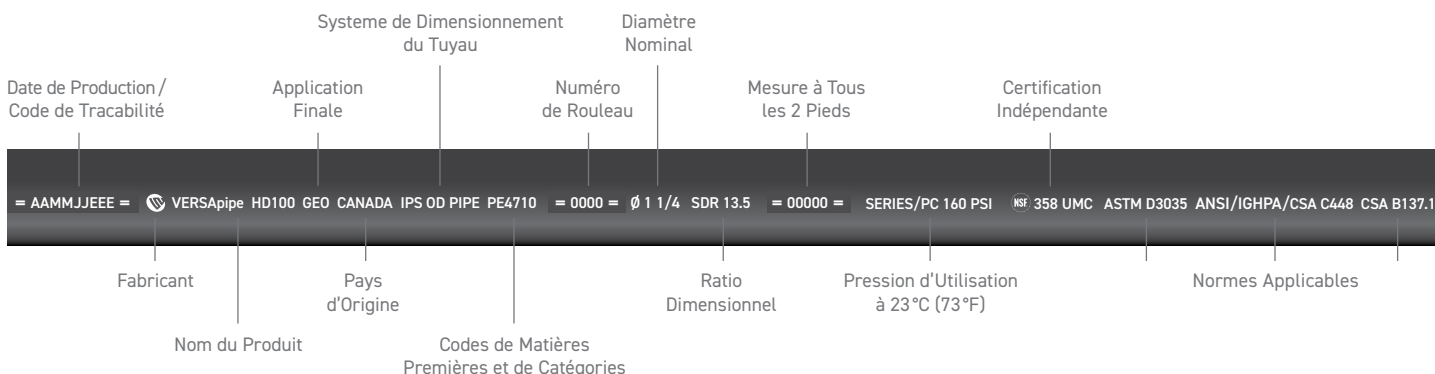 Systeme de Dimensionnement
du Tuyau
Diamètre
Nominal
Date de Production /
Code de Tracabilité
Application
Finale
Numéro
de Rouleau
Mesure à Tous
les 2 Pieds
Certification
Indépendante
= AAMMJJEEE = VERSApipe HD100 GEO CANADA IPS OD PIPE PE4710 = 0000 = Ø 1 1/4 SDR 13.5 = 00000 = SERIES/PC 160 PSI NSF 358 UMC ASTM D3035 ANSI/IGHPA/CSA C448 CSA B137.1
Fabricant
Pays
d'Origine
Ratio
Dimensionnel
Pression d'Utilisation
à 23°C (73°F)
Normes Applicables
Nom du Produit
Codes de Matières
Premières et de Catégories